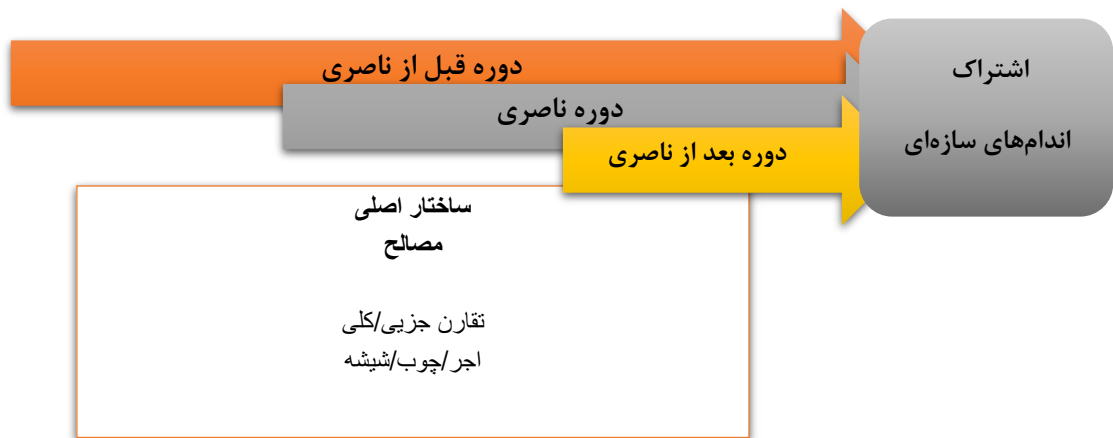 دوره قبل از ناصری
دوره ناصری
دوره بعد از ناصری
اشتراک
اندام‌های سازه‌ای
ساختار اصلی
مصالح
تقارن جزیی/کلی
اجر/چوب/شیشه